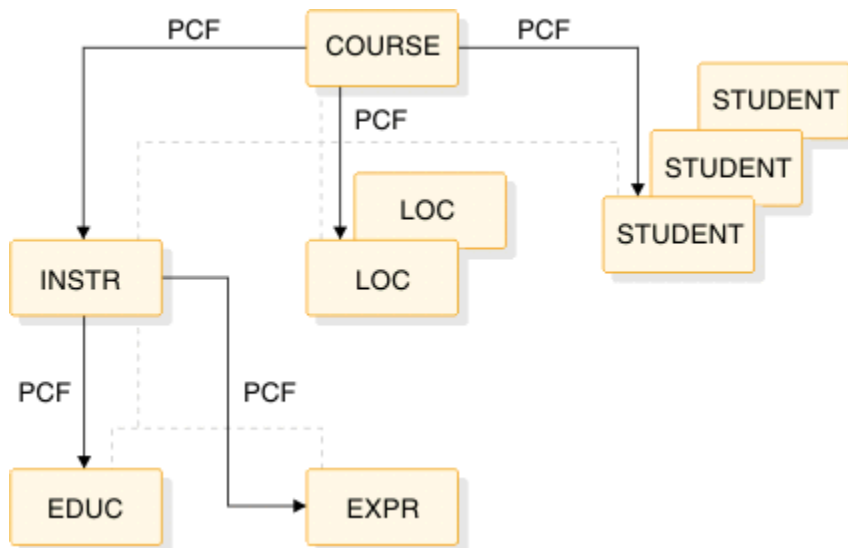 PCF
COURSE
PCF
PCF
STUDENT
STUDENT
STUDENT
LOC
LOC
INSTR
PCF
PCF
EDUC
EXPR